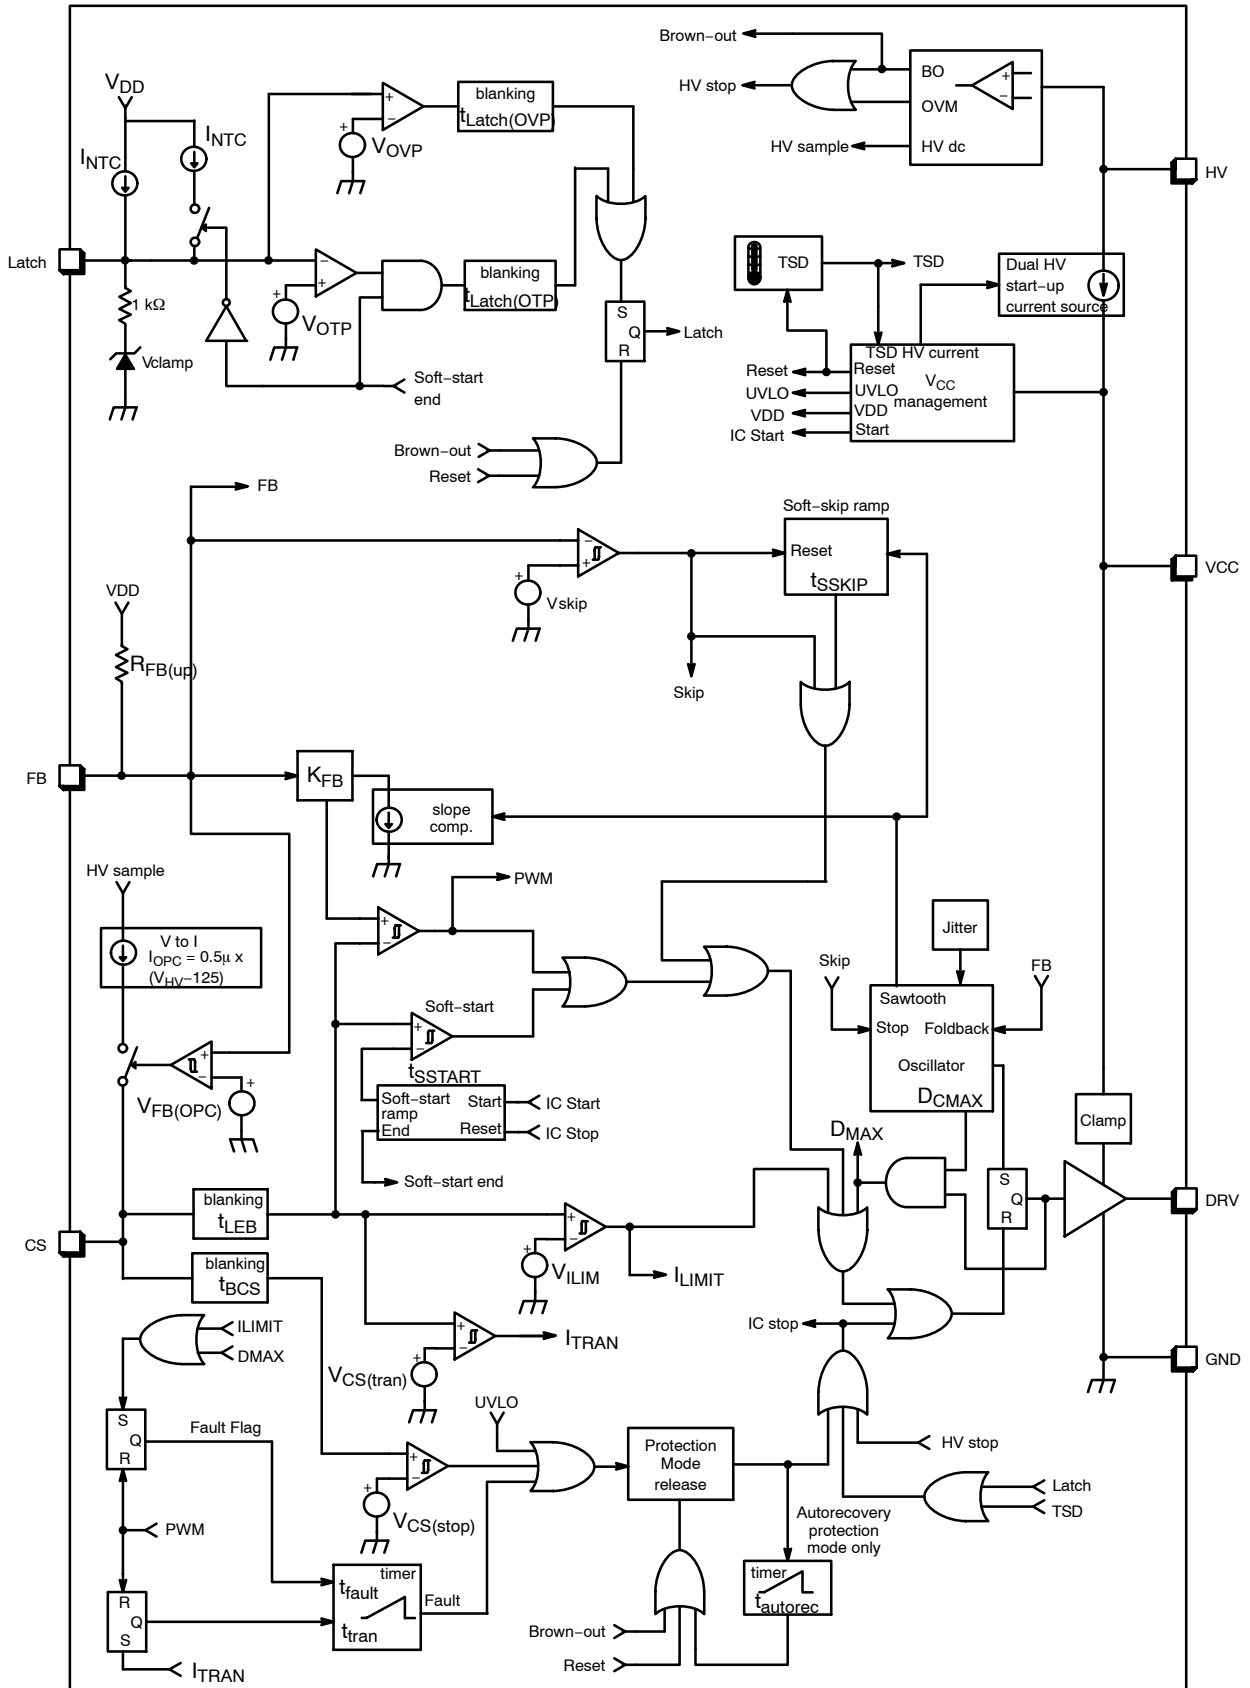 Brown−out
HV stop
BO
OVM
+
−
HV sample
HV dc
HV
VDD
INTC
INTC
+
−
+
VOVP
blanking
tLatch(OVP)
Latch
−
+
+
VOTP
blanking
tLatch(OTP)
1 kΩ
Vclamp
Soft−start
end
S
Q
R
Latch
TSD
TSD
Dual HV
start−up
current source
TSD HV current
Reset
Reset
UVLO
UVLO
VCC
management
VDD
VDD
IC Start
Start
Brown−out
Reset
FB
Soft−skip ramp
Reset
tSSKIP
−
+
+
Vskip
VCC
Skip
VDD
RFB(up)
FB
KFB
slope
comp.
HV sample
V to I
IOPC = 0.5μ x
(VHV−125)
PWM
+
−
Soft−start
+
−
tSSTART
Soft−start
ramp
End
Start
Reset
IC Start
IC Stop
Soft−start end
+
−
+
VFB(OPC)
Jitter
Skip
FB
Sawtooth
Stop
Foldback
Oscillator
DCMAX
Clamp
DMAX
S
Q
R
DRV
blanking
tLEB
CS
blanking
tBCS
+
−
+
VILIM
ILIMIT
IC stop
GND
ILIMIT
DMAX
+
−
+
VCS(tran)
ITRAN
S
Q
R
Fault Flag
UVLO
+
−
+
VCS(stop)
Protection
Mode
release
HV stop
Latch
TSD
Autorecovery
protection
mode only
PWM
R
Q
S
ITRAN
timer
tfault
ttran
Fault
timer
tautorec
Brown−out
Reset